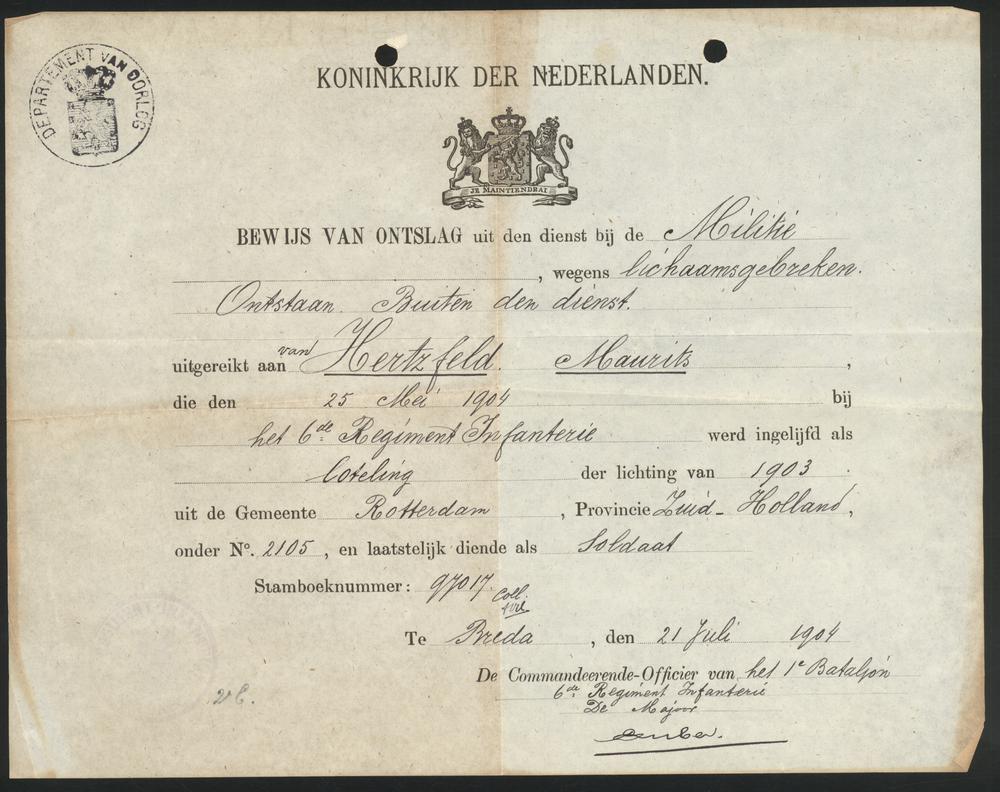 DEPARTEMENT VAN OORLOG
KONINKRIJK DER NEDERLANDEN.
JE MAINTIENDRAI
BEWIJS VAN ONTSLAG uit den dienst bij de Militie
, wegens lichaamsgebreken.
Ontstaan Buiten den dienst.
uitgereikt aan van Hertzfeld. Maurits,
die den 25 Mei 1904 bij
het 6de Regiment Infanterie werd ingelijfd als
loteling der lichting van 1903
uit de Gemeente Rotterdam, Provincie Zuid-Holland,
onder No. 2105, en laatstelijk diende als Soldaat
Stamboeknummer: 97017. Coll.
Te Breda, den 21 Juli 1904
De Commandeerende-Officier van het 1e Bataljon
6de Regiment Infanterie
De Majoor